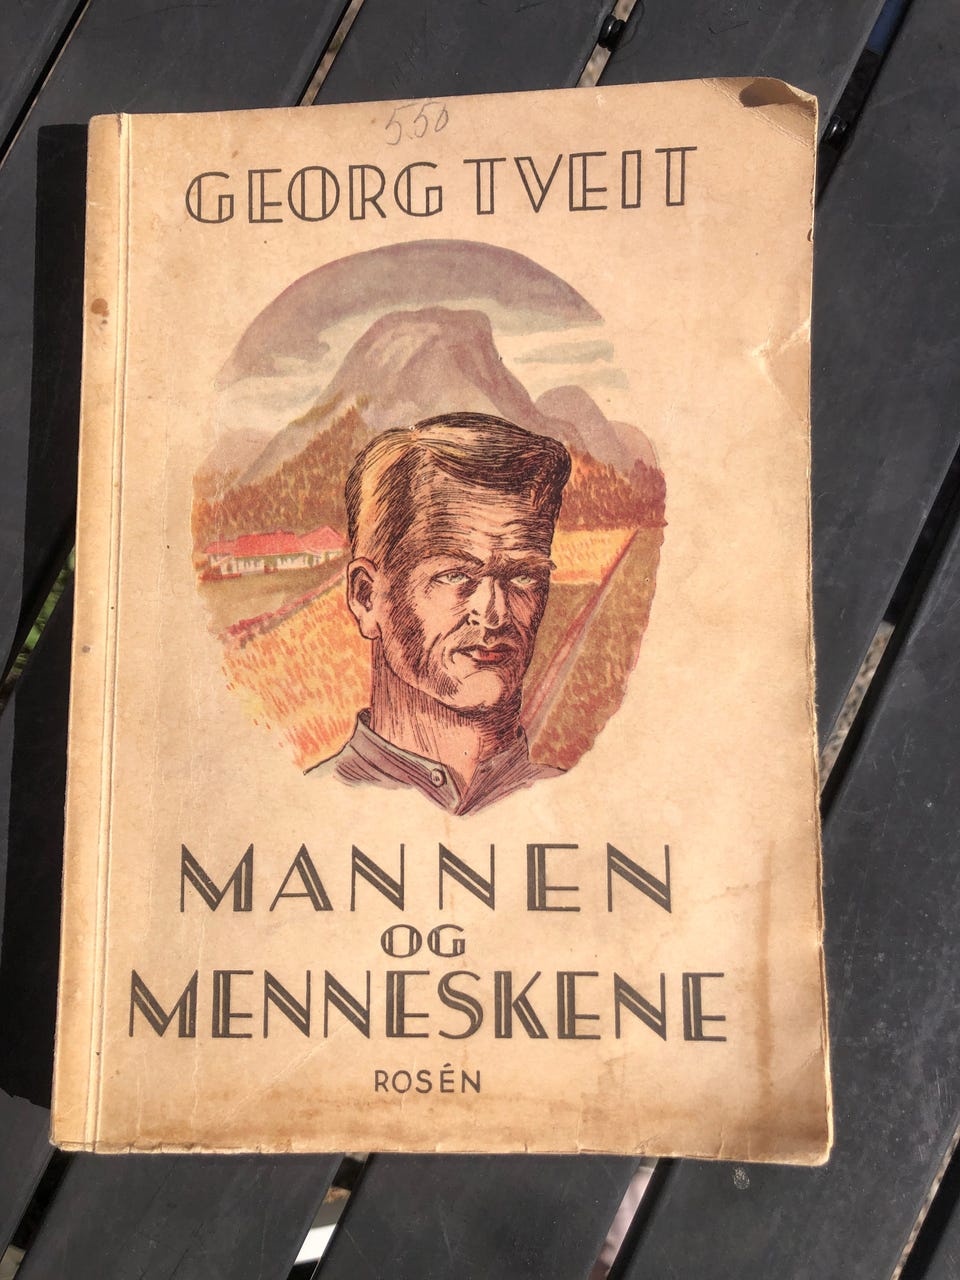 5.50
GEORG TVEIT
MANNEN
OG
MENNESKENE
ROSÉN